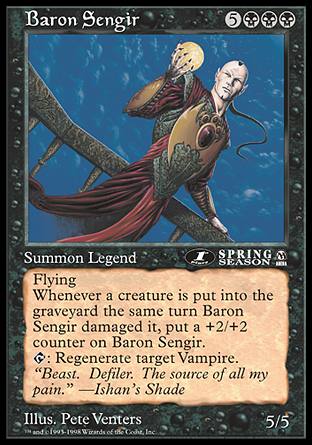 Baron Sengir 5
Summon Legend I SPRING
SEASON
Flying
Whenever a creature is put into the
graveyard the same turn Baron
Sengir damaged it, put a +2/+2
counter on Baron Sengir.
: Regenerate target Vampire.
"Beast. Defiler. The source of all my
pain." —Ishan's Shade
Illus. Pete Venters
™ and © 1993-1998 Wizards of the Coast, Inc. 5/5